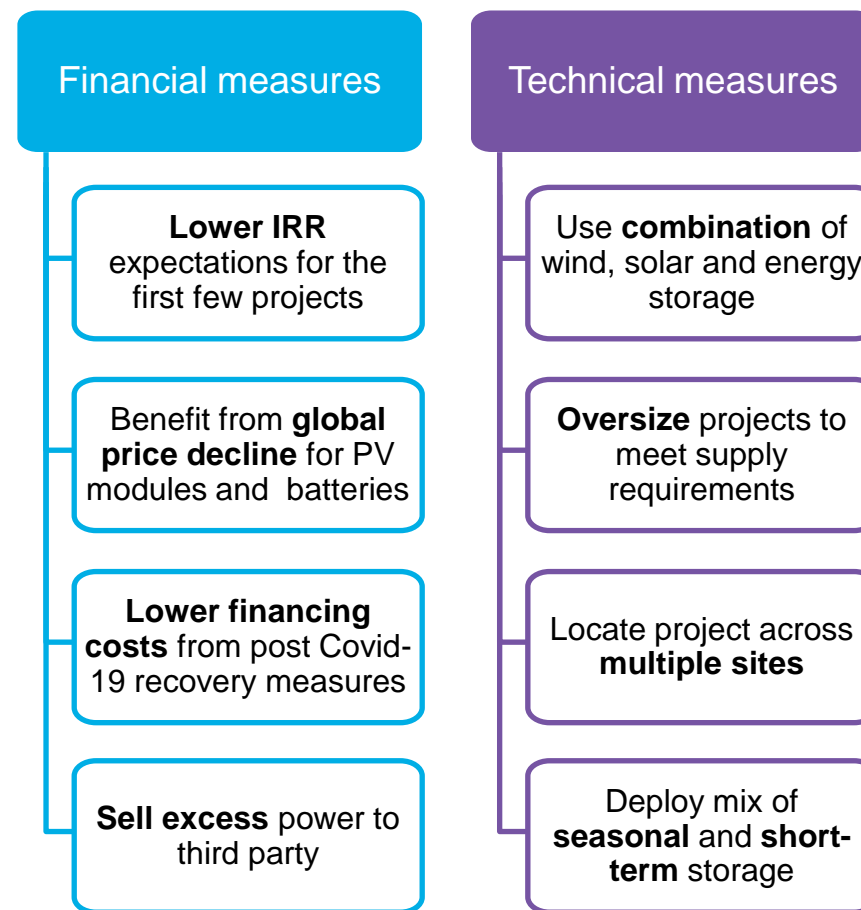 Financial measures
Lower IRR
expectations for the
first few projects
Benefit from global
price decline for PV
modules and batteries
Lower financing
costs from post Covid-
19 recovery measures
Sell excess power to
third party
Technical measures
Use combination of
wind, solar and energy
storage
Oversize projects to
meet supply
requirements
Locate project across
multiple sites
Deploy mix of
seasonal and short-
term storage